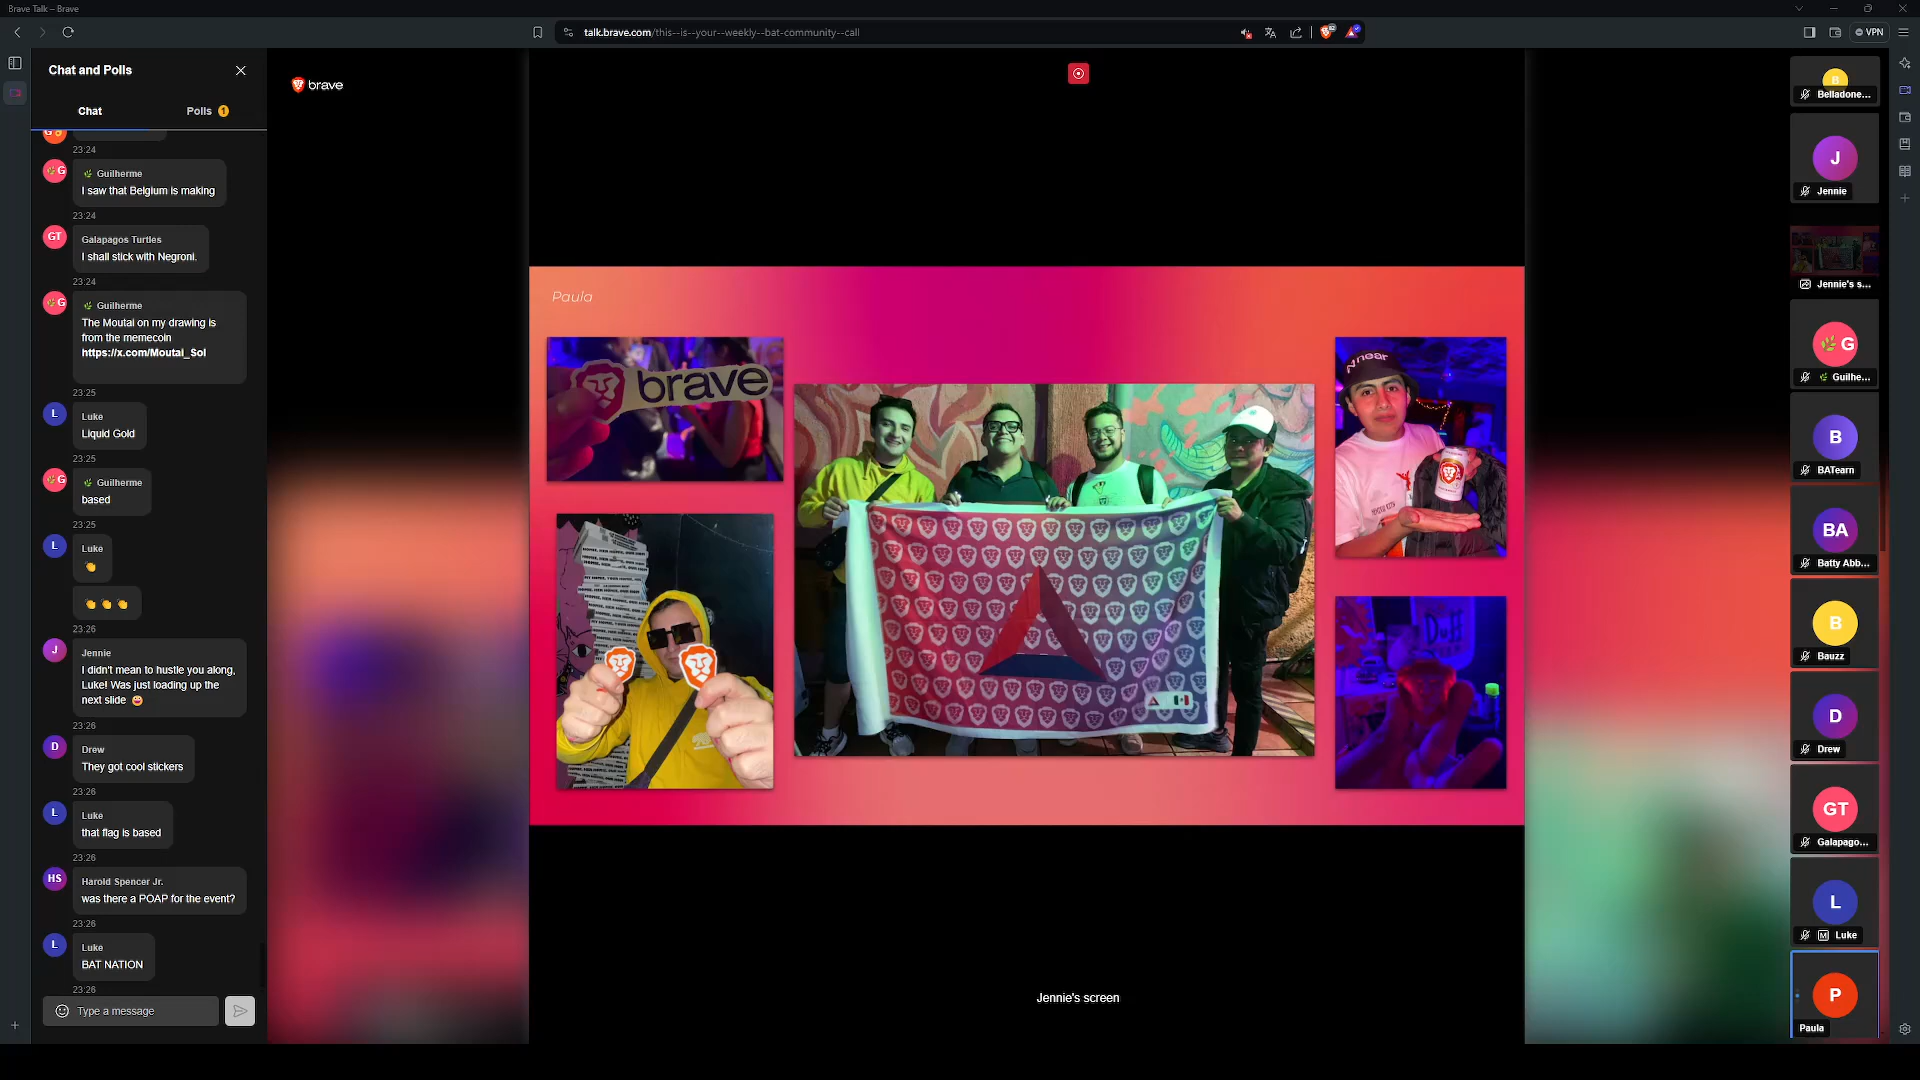 Brave Talk – Brave
talk.brave.com/this--is--your--weekly--bat-community--call
VPN
Chat and Polls
Chat
Polls 1
brave
23:24
G
Guilherme
I saw that Belgium is making
23:24
GT
Galapagos Turtles
I shall stick with Negroni.
23:24
G
Guilherme
The Moutai on my drawing is
from the memecoin
https://x.com/Moutai_Sol
23:25
L
Luke
Liquid Gold
23:25
G
Guilherme
based
23:25
L
Luke
23:26
J
Jennie
I didn't mean to hustle you along,
Luke! Was just loading up the
next slide
23:26
D
Drew
They got cool stickers
23:26
L
Luke
that flag is based
23:26
HS
Harold Spencer Jr.
was there a POAP for the event?
23:26
L
Luke
BAT NATION
23:26
Type a message
Paula
brave
near
Duff
Jennie's screen
B
Belladone...
J
Jennie
Jennie's s...
G
Guilhe...
B
BATearn
BA
Batty Abb...
B
Bauzz
D
Drew
GT
Galapago...
L
M Luke
P
Paula